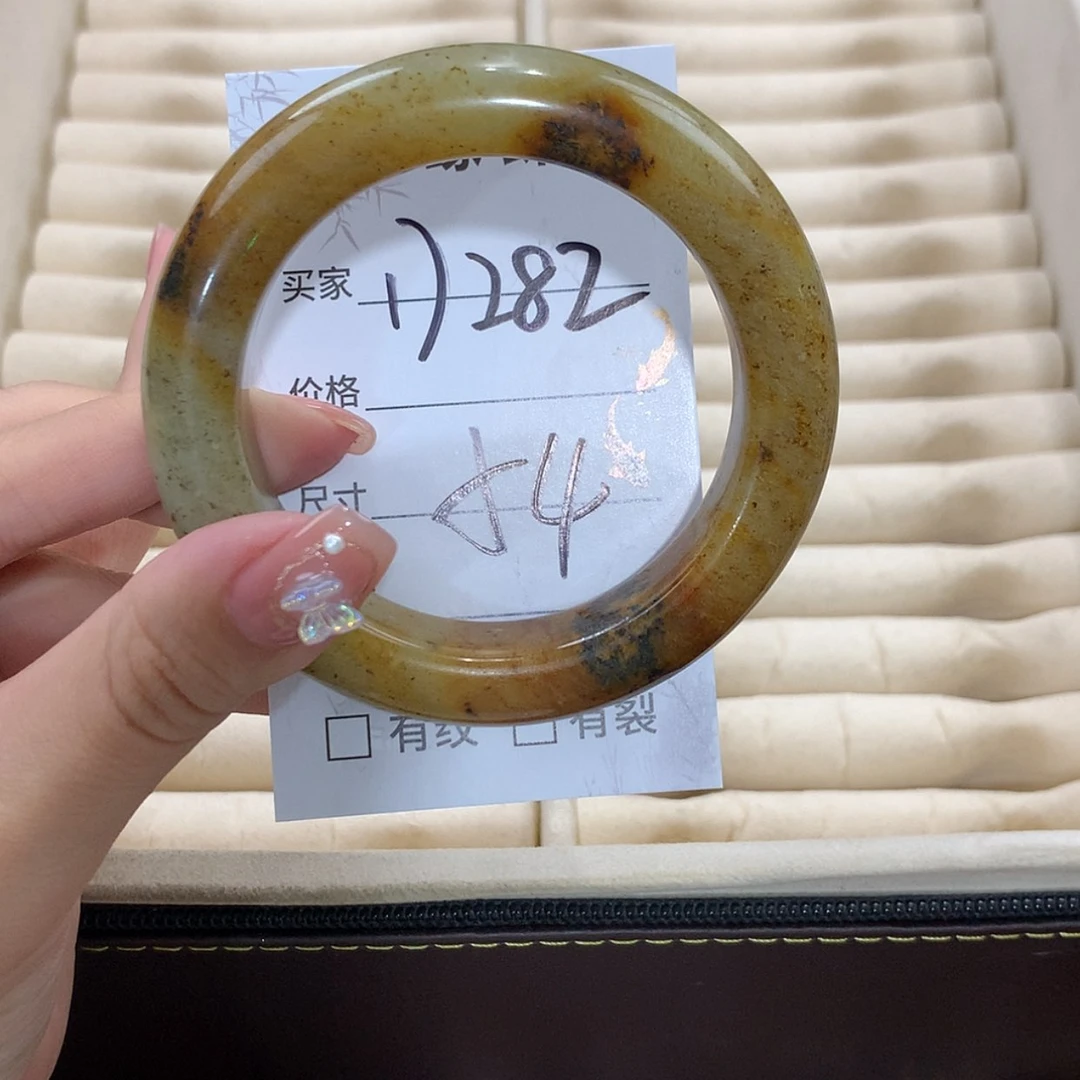 买家 1)282
价格
尺寸 54
有纹 有裂